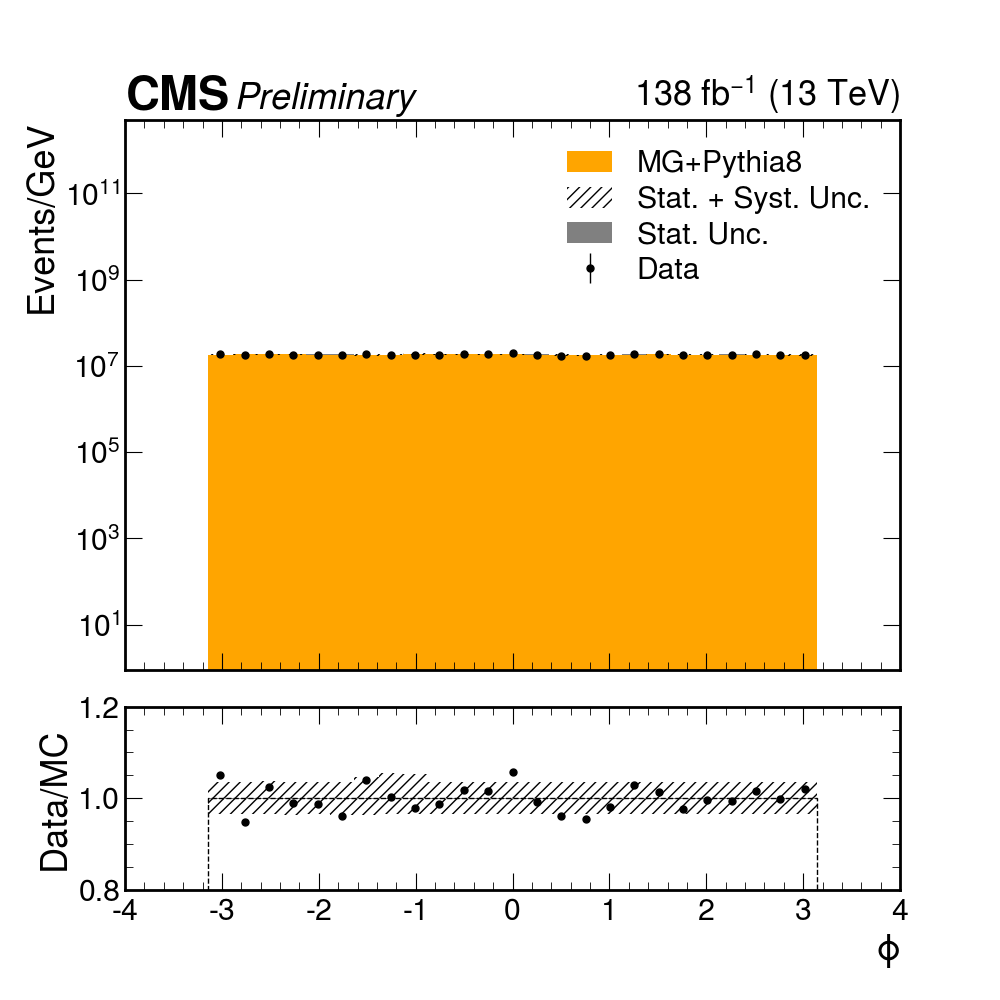 CMS Preliminary 138 fb⁻¹ (13 TeV)
Events/GeV
10¹¹
10⁹
10⁷
10⁵
10³
10¹
MG+Pythia8
Stat. + Syst. Unc.
Stat. Unc.
Data
Data/MC
1.2
1.0
0.8
-4 -3 -2 -1 0 1 2 3 4
ϕ